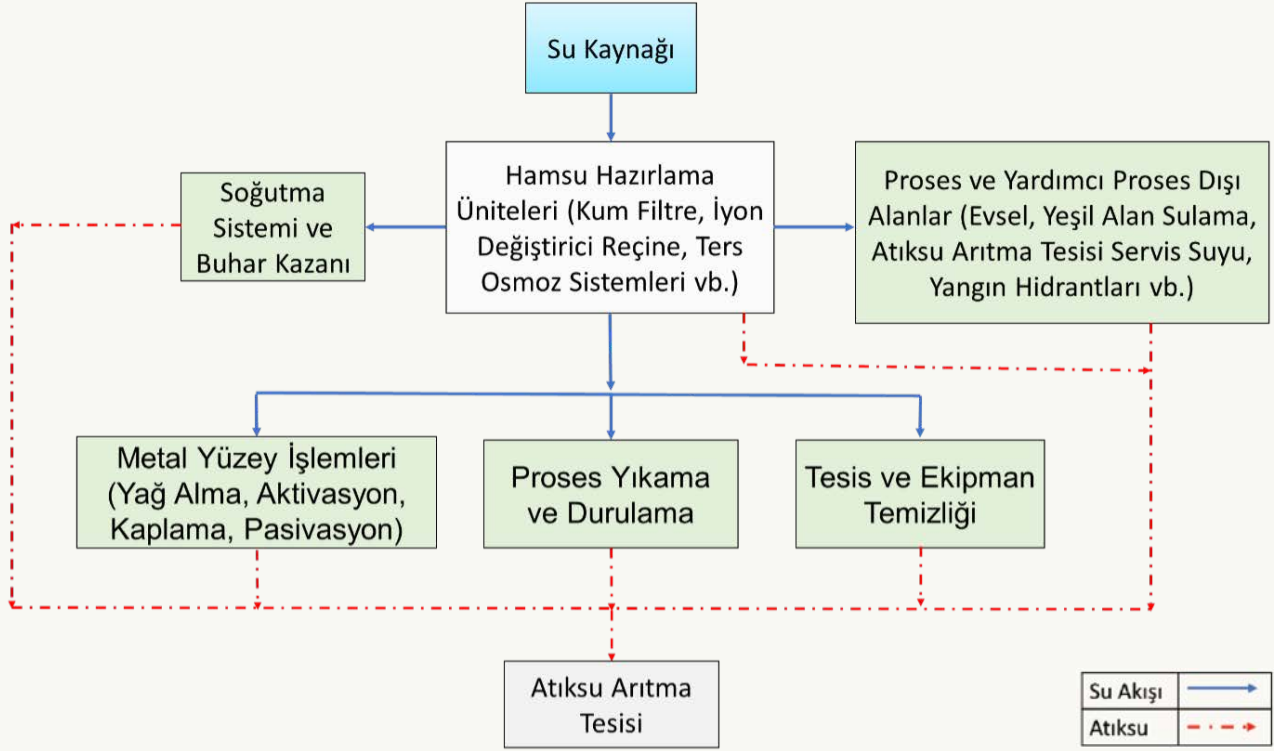 Su Kaynağı
Soğutma
Sistemi ve
Buhar Kazanı
Hamsu Hazırlama
Üniteleri (Kum Filtre, İyon
Değiştirici Reçine, Ters
Osmoz Sistemleri vb.)
Proses ve Yardımcı Proses Dışı
Alanlar (Evsel, Yeşil Alan Sulama,
Atıksu Arıtma Tesisi Servis Suyu,
Yangın Hidrantları vb.)
Metal Yüzey İşlemleri
(Yağ Alma, Aktivasyon,
Kaplama, Pasivasyon)
Proses Yıkama
ve Durulama
Tesis ve Ekipman
Temizliği
Atıksu Arıtma
Tesisi
Su Akışı
Atıksu